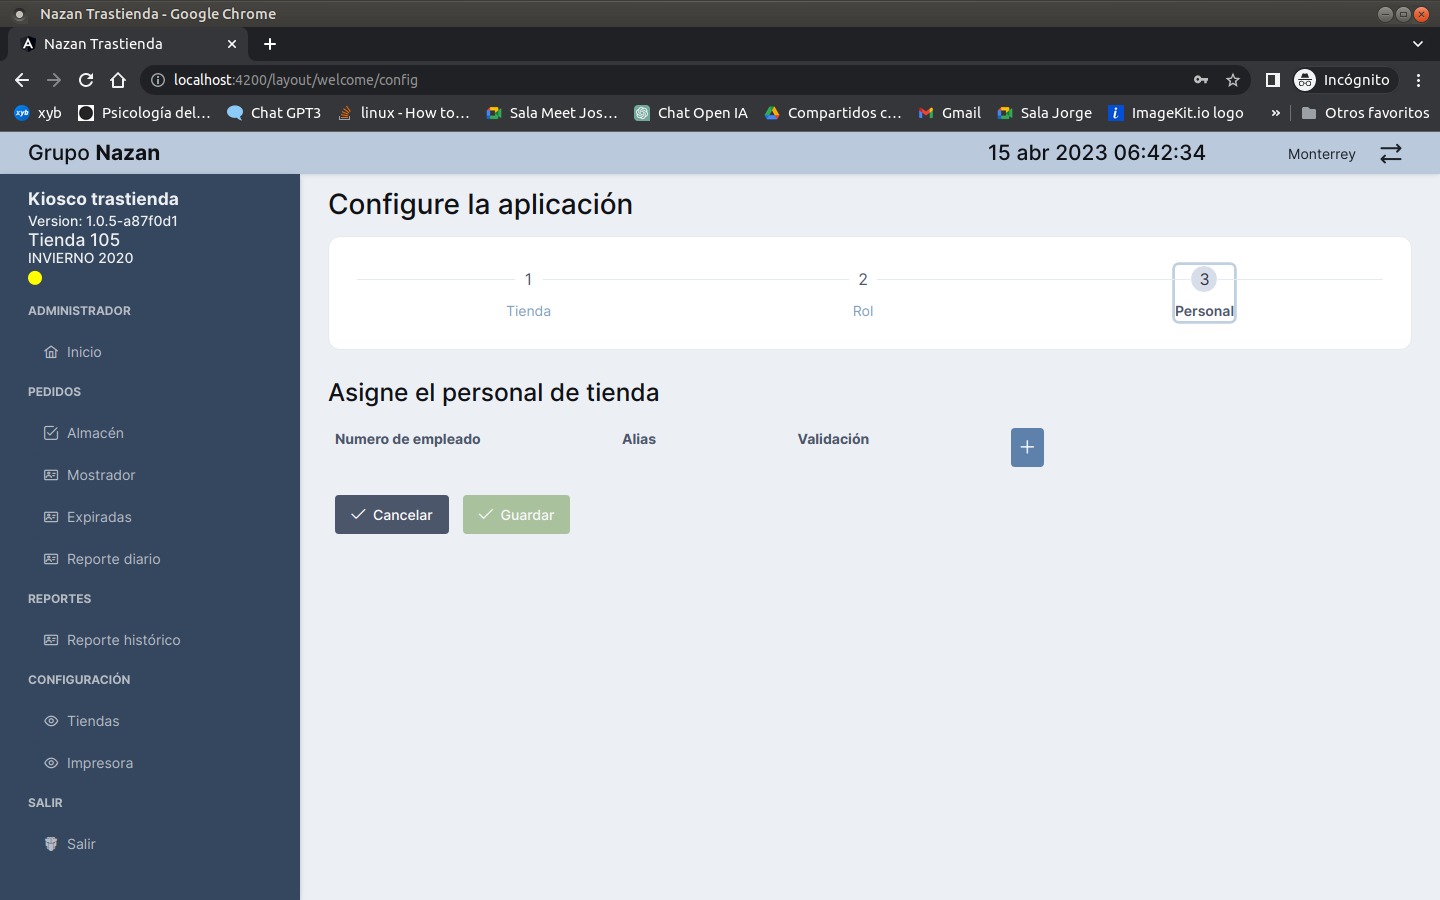 Nazan Trastienda - Google Chrome
Nazan Trastienda
localhost:4200/layout/welcome/config
Incógnito
xyb
Psicología del...
Chat GPT3
linux - How to...
Sala Meet Jos...
Chat Open IA
Compartidos c...
Gmail
Sala Jorge
ImageKit.io logo
»
Otros favoritos
Grupo Nazan
15 abr 2023 06:42:34
Monterrey
Kiosco trastienda
Version: 1.0.5-a87f0d1
Tienda 105
INVIERNO 2020
ADMINISTRADOR
Inicio
PEDIDOS
Almacén
Mostrador
Expiradas
Reporte diario
REPORTES
Reporte histórico
CONFIGURACIÓN
Tiendas
Impresora
SALIR
Salir
Configure la aplicación
1
Tienda
2
Rol
3
Personal
Asigne el personal de tienda
Numero de empleado
Alias
Validación
Cancelar
Guardar